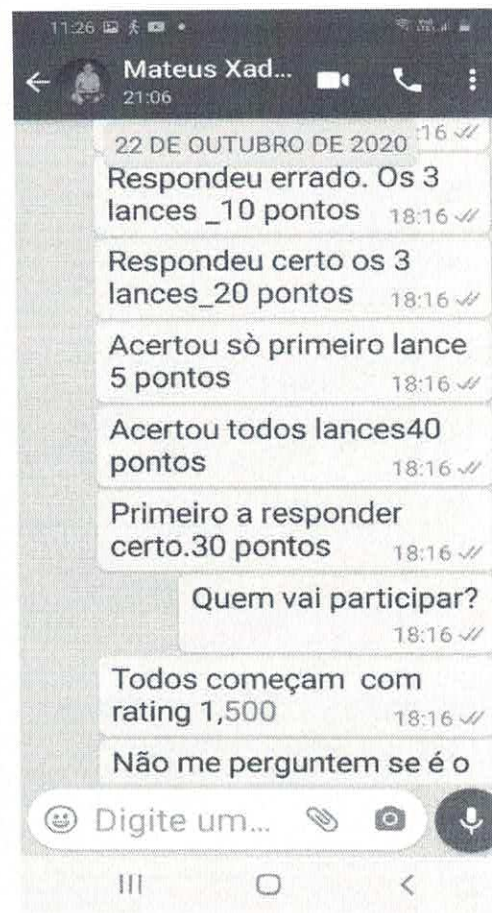 11:26
Mateus Xad...
21:06
:16
22 DE OUTUBRO DE 2020
Respondeu errado. Os 3
lances _10 pontos 18:16
Respondeu certo os 3
lances_20 pontos 18:16
Acertou sò primeiro lance
5 pontos 18:16
Acertou todos lances40
pontos 18:16
Primeiro a responder
certo.30 pontos 18:16
Quem vai participar?
18:16
Todos começam com
rating 1,500 18:16
Não me perguntem se é o
Digite um...